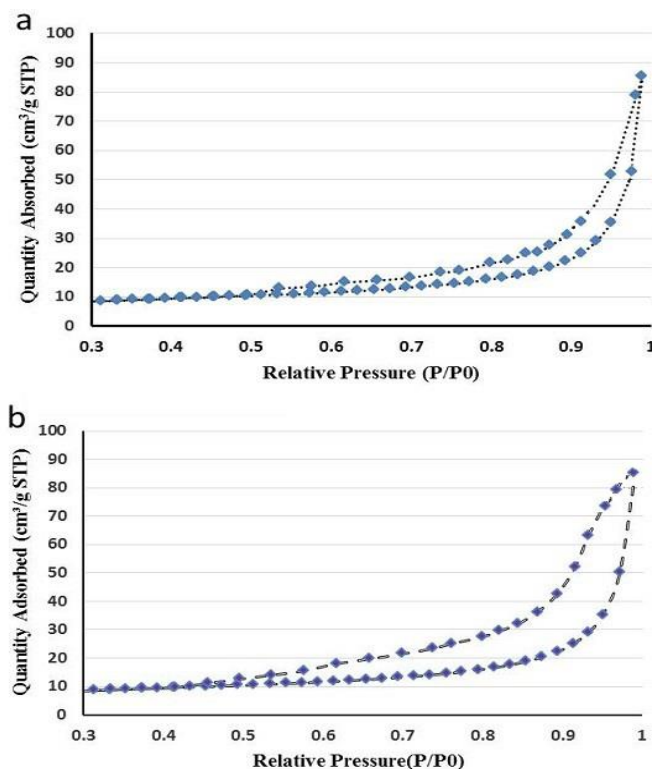 a
Quantity Absorbed (cm³/g STP)
100
90
80
70
60
50
40
30
20
10
0
0.3 0.4 0.5 0.6 0.7 0.8 0.9 1
Relative Pressure (P/P0)
b
Quantity Adsorbed (cm³/g STP)
100
90
80
70
60
50
40
30
20
10
0
0.3 0.4 0.5 0.6 0.7 0.8 0.9 1
Relative Pressure(P/P0)